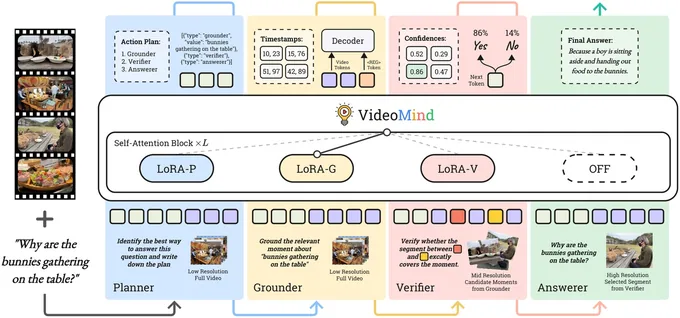 Action Plan:
1. Grounder
2. Verifier
3. Answerer
[{"type": "grounder",
"value": "bunnies
gathering on the table"},
{"type": "verifier"},
{"type": "answerer"}]
Timestamps:
10, 23
15, 76
51, 97
42, 89
Decoder
Video
Tokens
<REG>
Token
Confidences:
0.52
0.29
0.86
0.47
86%
14%
Yes
No
Next
Token
Final Answer:
Because a boy is sitting
aside and handing out
food to the bunnies.
VideoMind
Self-Attention Block ×L
LoRA-P
LoRA-G
LoRA-V
OFF
+
"Why are the
bunnies gathering
on the table?"
Identify the best way
to answer this
question and write
down the plan
Low Resolution
Full Video
Planner
Ground the relevant
moment about
"bunnies gathering
on the table"
Low Resolution
Full Video
Grounder
Verify whether the
segment between
and excatly
covers the moment.
Mid Resolution
Candidate Moments
from Grounder
Verifier
Why are the
bunnies gathering
on the table?
High Resolution
Selected Segment
from Verifier
Answerer